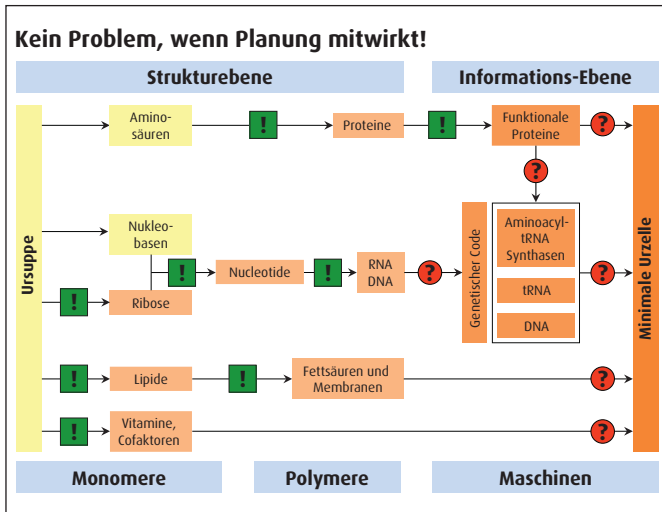 Kein Problem, wenn Planung mitwirkt!
Strukturebene
Informations-Ebene
Ursuppe
Amino-
säuren
!
Proteine
!
Funktionale
Proteine
?
?
Nukleo-
basen
!
Ribose
!
Nucleotide
!
RNA
DNA
?
Genetischer Code
Aminoacyl-
tRNA
Synthasen
tRNA
DNA
?
Minimale Urzelle
!
Lipide
!
Fettsäuren und
Membranen
?
!
Vitamine,
Cofaktoren
?
Monomere
Polymere
Maschinen